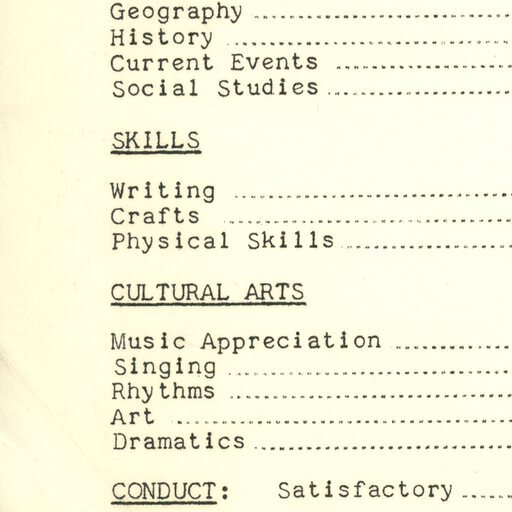 Geography ....................
History ......................
Current Events ...............
Social Studies ...............
SKILLS
Writing ......................
Crafts .......................
Physical Skills ..............
CULTURAL ARTS
Music Appreciation ...........
Singing ......................
Rhythms ......................
Art ..........................
Dramatics ....................
CONDUCT: Satisfactory .....